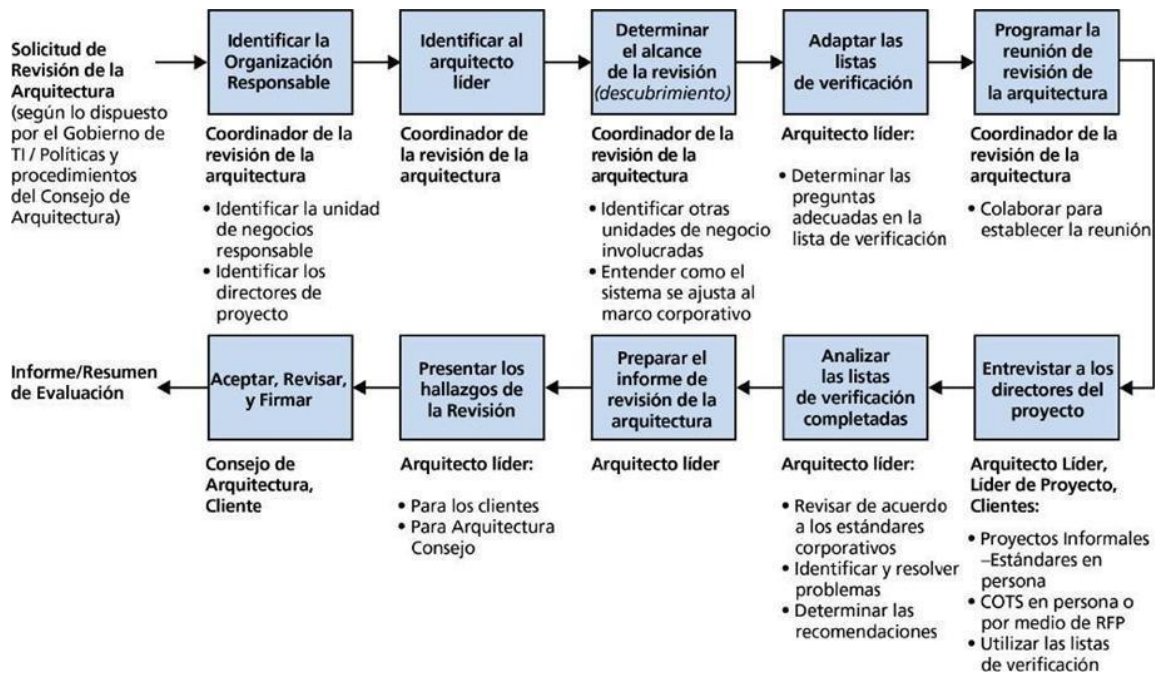 Solicitud de
Revisión de la
Arquitectura
(según lo dispuesto
por el Gobierno de
TI / Políticas y
procedimientos
del Consejo de
Arquitectura)
Identificar la
Organización
Responsable
Coordinador de la
revisión de la
arquitectura
• Identificar la unidad
de negocios
responsable
• Identificar los
directores de
proyecto
Identificar al
arquitecto
líder
Coordinador de
la revisión de la
arquitectura
Determinar
el alcance
de la revisión
(descubrimiento)
Coordinador de la
revisión de la
arquitectura
• Identificar otras
unidades de negocio
involucradas
• Entender como el
sistema se ajusta al
marco corporativo
Adaptar las
listas
de verificación
Arquitecto líder:
• Determinar las
preguntas
adecuadas en la
lista de verificación
Programar la
reunión de
revisión de
la arquitectura
Coordinador de la
revisión de la
arquitectura
• Colaborar para
establecer la reunión
Entrevistar a los
directores del
proyecto
Arquitecto Líder,
Líder de Proyecto,
Clientes:
• Proyectos Informales
–Estándares en
persona
• COTS en persona o
por medio de RFP
• Utilizar las listas
de verificación
Analizar
las listas
de verificación
completadas
Arquitecto líder:
• Revisar de acuerdo
a los estándares
corporativos
• Identificar y resolver
problemas
• Determinar las
recomendaciones
Preparar el
informe de
revisión de la
arquitectura
Arquitecto líder
Presentar los
hallazgos de
la Revisión
Arquitecto líder:
• Para los clientes
• Para Arquitectura
Consejo
Aceptar, Revisar,
y Firmar
Consejo de
Arquitectura,
Cliente
Informe/Resumen
de Evaluación